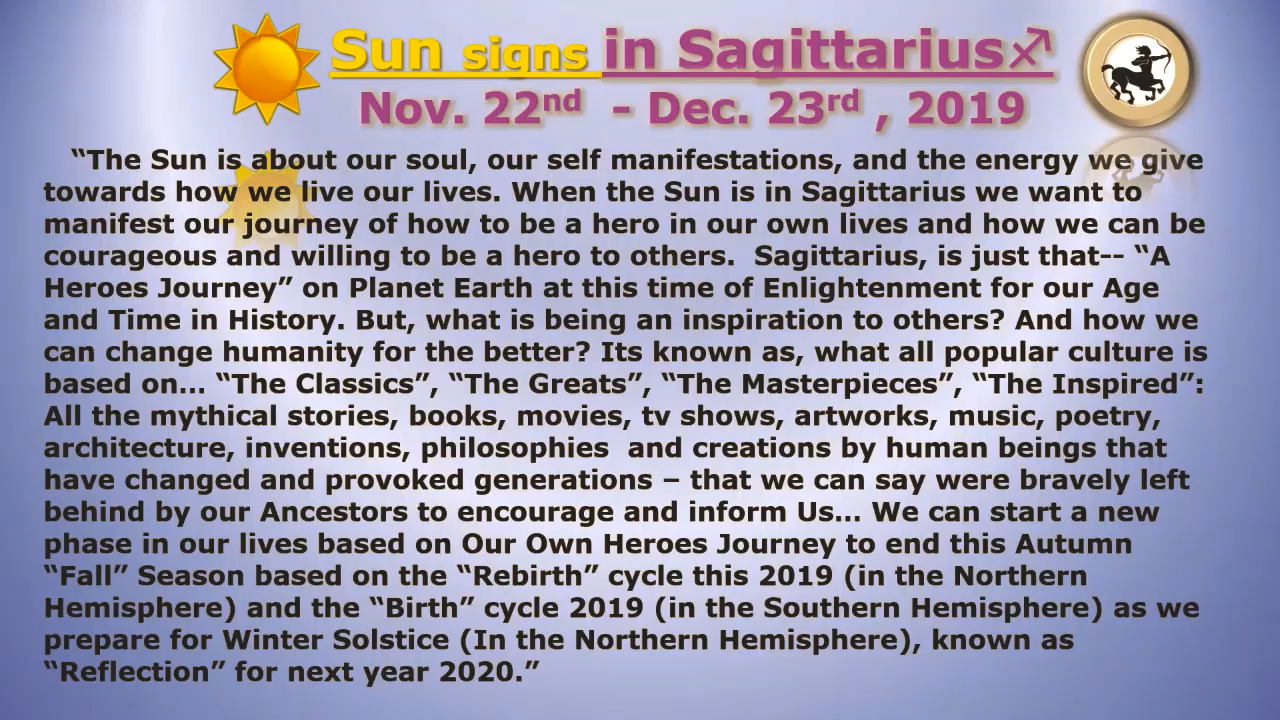 Sun signs in Sagittarius♐
Nov. 22nd - Dec. 23rd , 2019
“The Sun is about our soul, our self manifestations, and the energy we give
towards how we live our lives. When the Sun is in Sagittarius we want to
manifest our journey of how to be a hero in our own lives and how we can be
courageous and willing to be a hero to others.  Sagittarius, is just that-- “A
Heroes Journey” on Planet Earth at this time of Enlightenment for our Age
and Time in History. But, what is being an inspiration to others? And how we
can change humanity for the better? Its known as, what all popular culture is
based on… “The Classics”, “The Greats”, “The Masterpieces”, “The Inspired”:
All the mythical stories, books, movies, tv shows, artworks, music, poetry,
architecture, inventions, philosophies  and creations by human beings that
have changed and provoked generations – that we can say were bravely left
behind by our Ancestors to encourage and inform Us… We can start a new
phase in our lives based on Our Own Heroes Journey to end this Autumn
“Fall” Season based on the “Rebirth” cycle this 2019 (in the Northern
Hemisphere) and the “Birth” cycle 2019 (in the Southern Hemisphere) as we
prepare for Winter Solstice (In the Northern Hemisphere), known as
“Reflection” for next year 2020.”